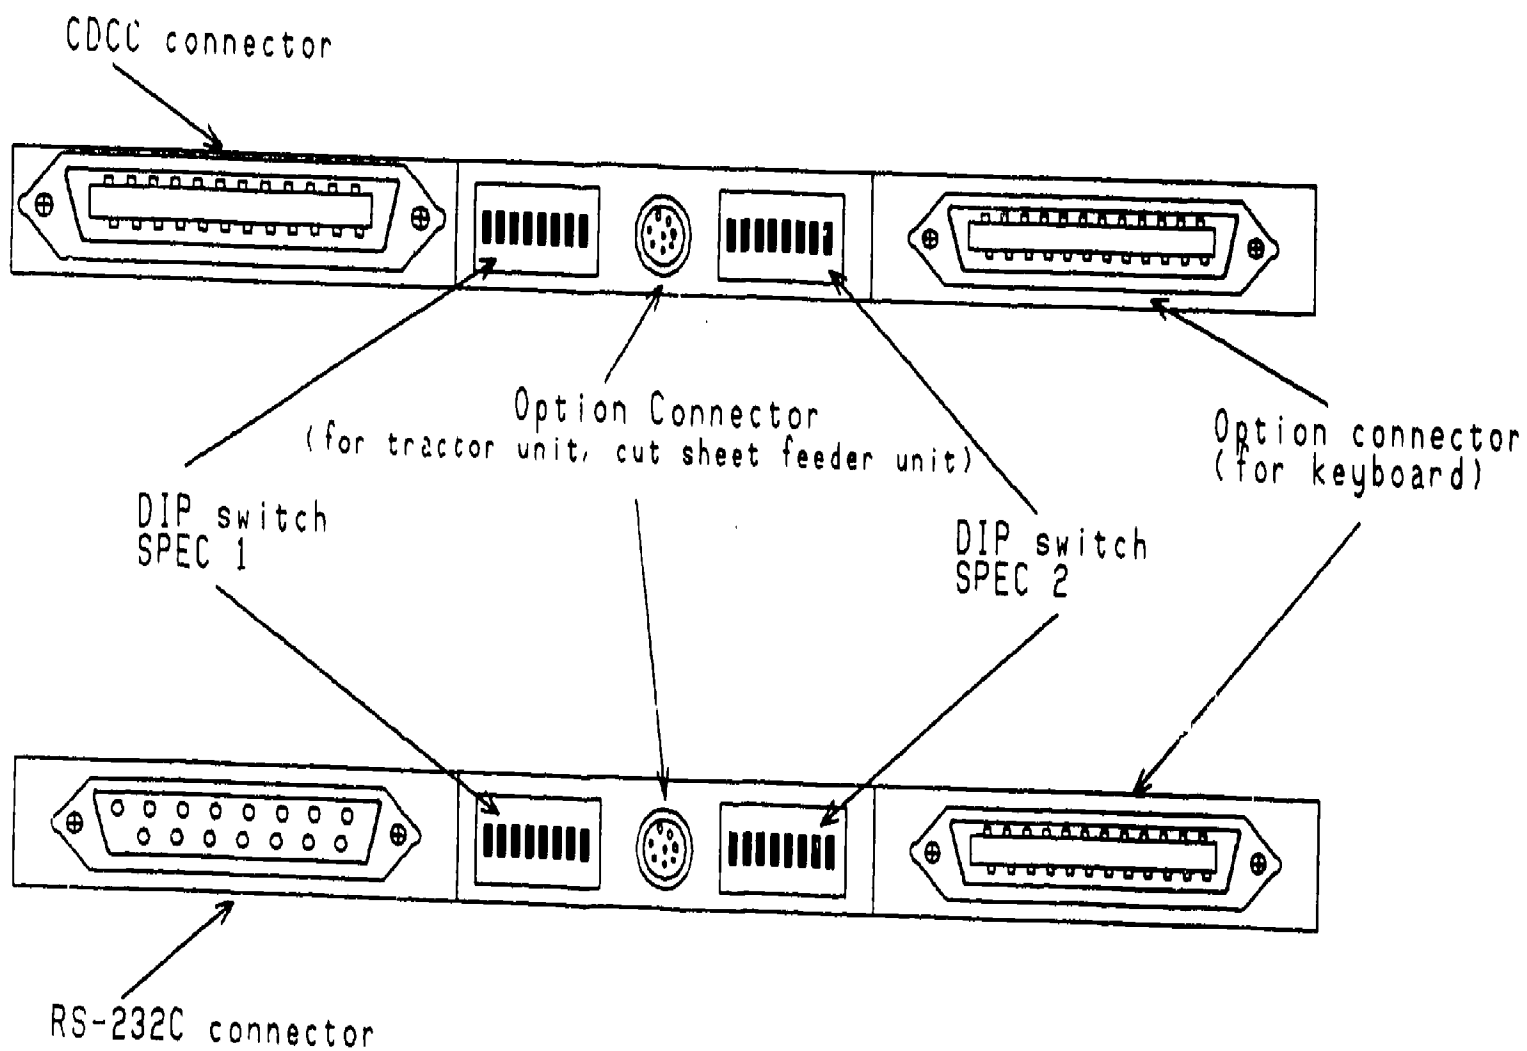 CDCC connector
Option Connector
(for tractor unit, cut sheet feeder unit)
Option connector
(for keyboard)
DIP switch
SPEC 1
DIP switch
SPEC 2
RS-232C connector